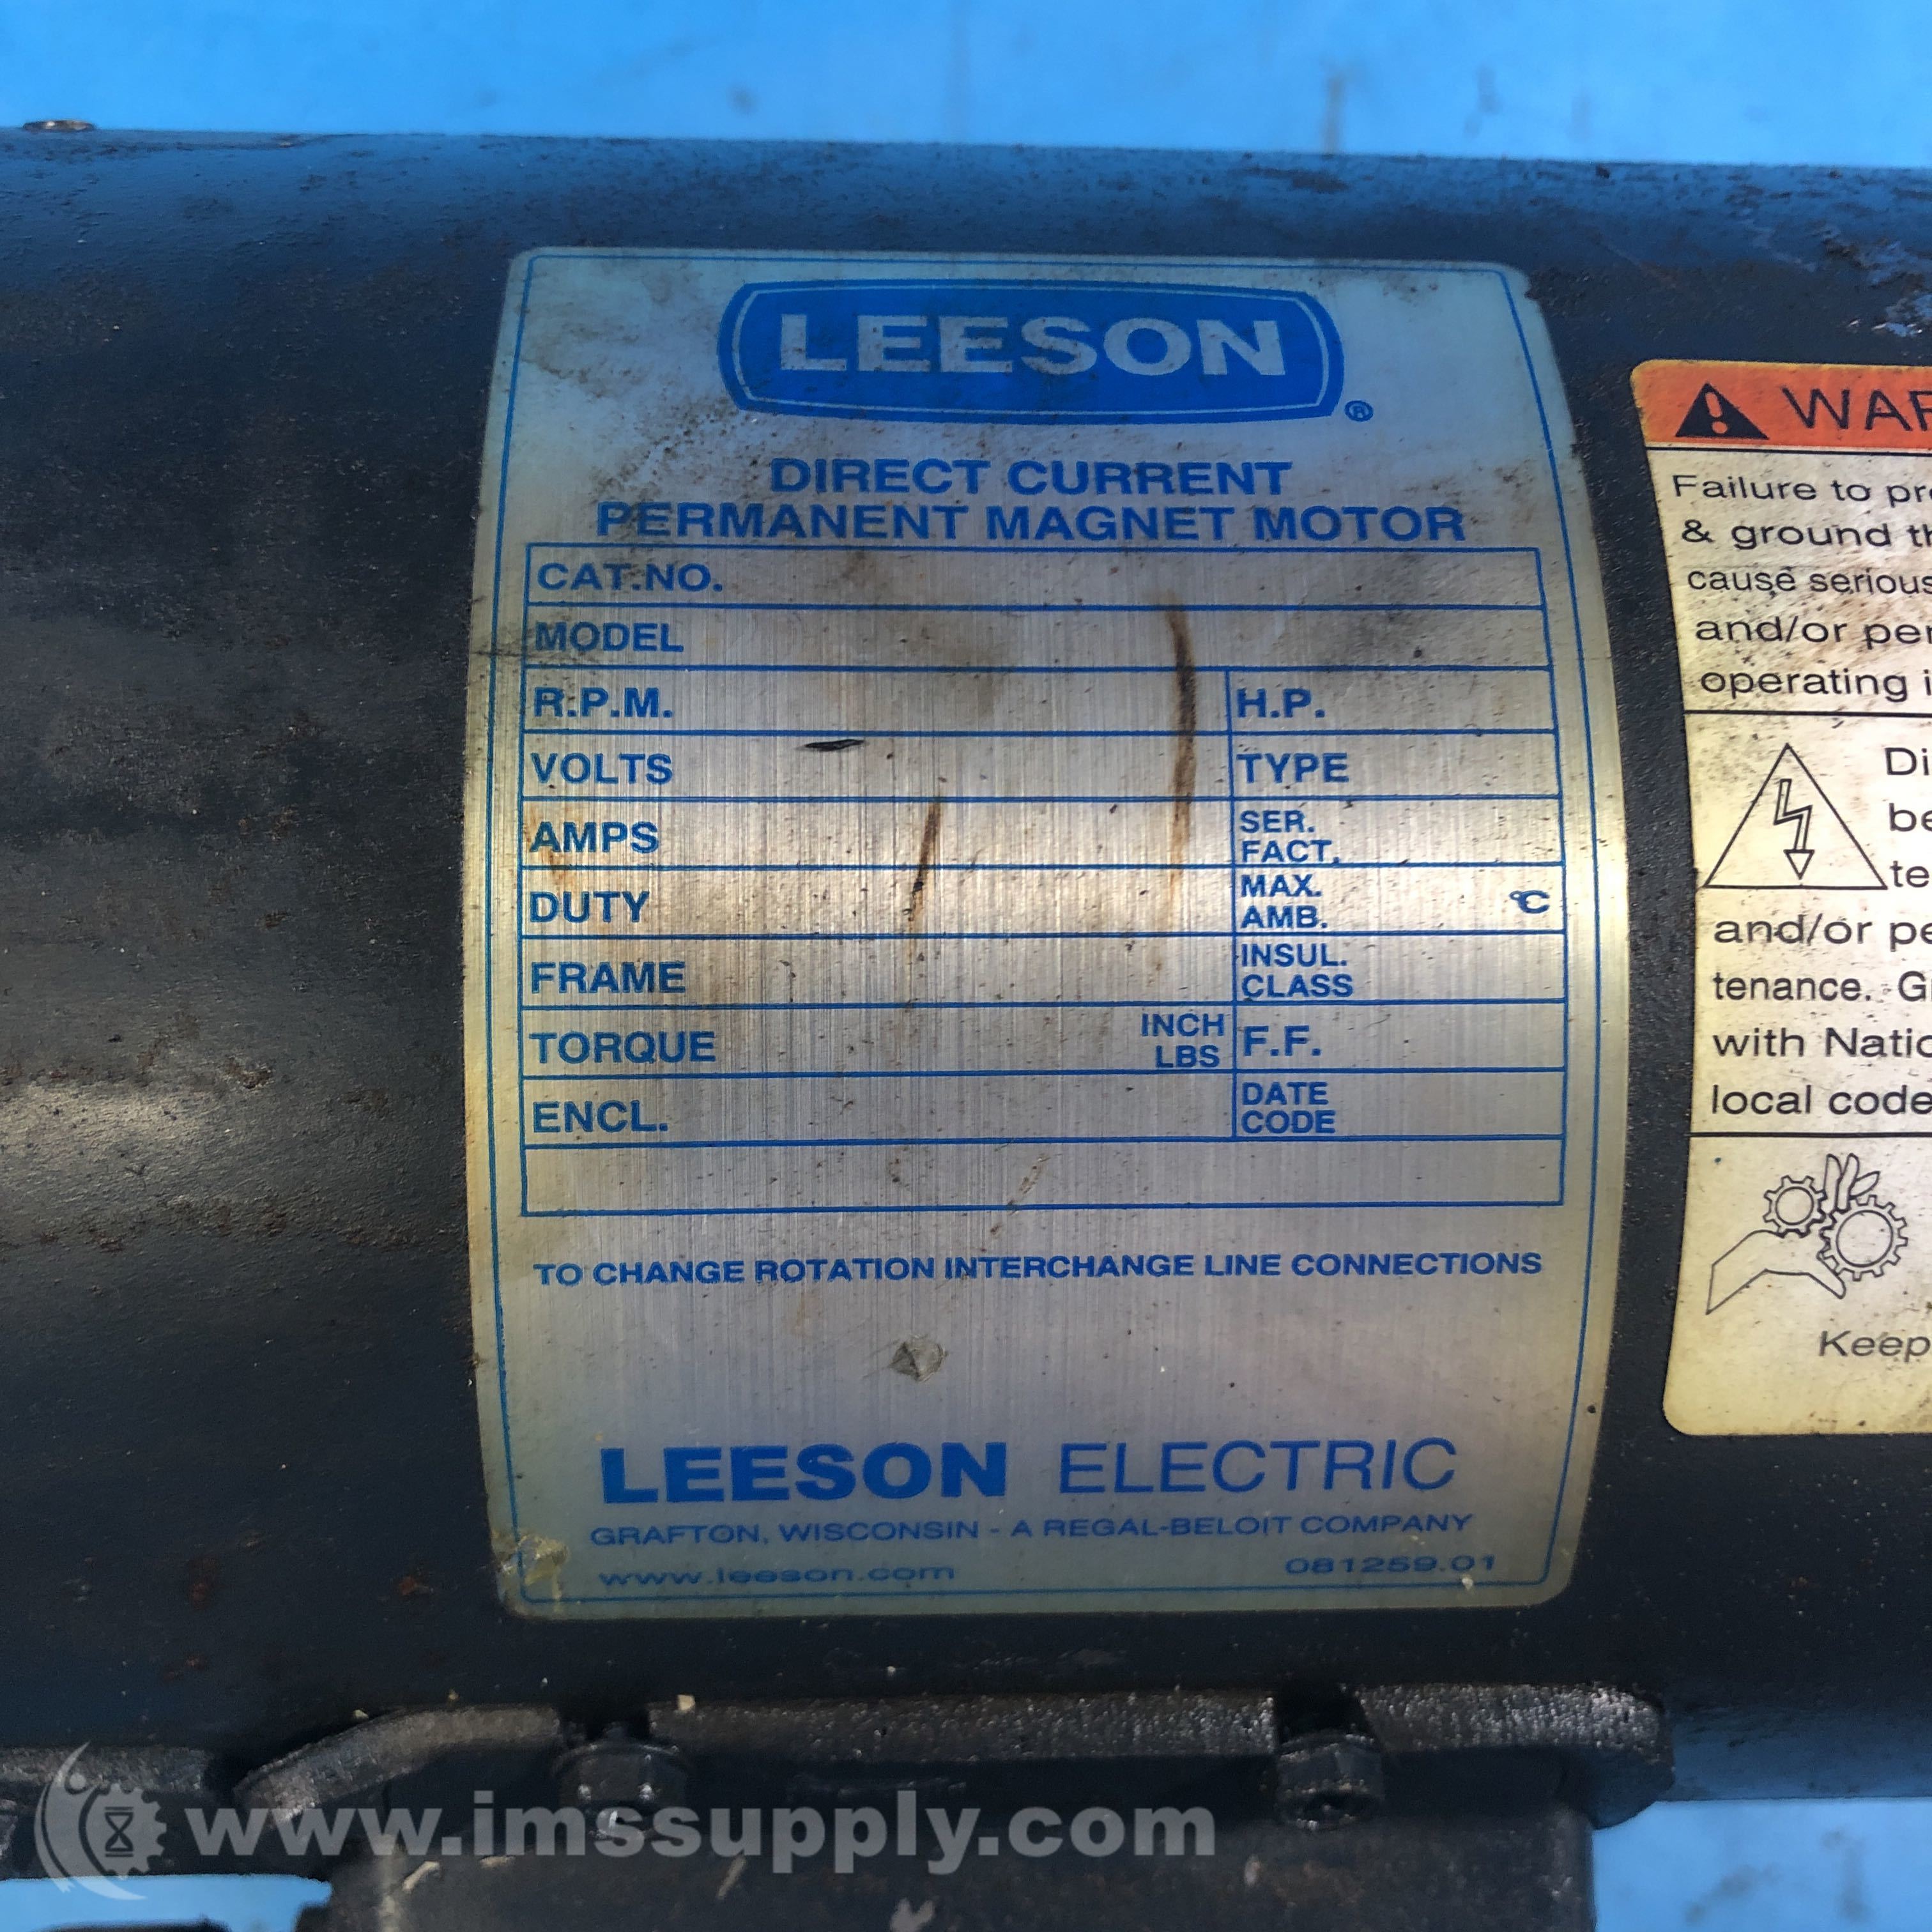 LEESON
®
DIRECT CURRENT
PERMANENT MAGNET MOTOR
CAT.NO.
MODEL
R.P.M. H.P.
VOLTS TYPE
AMPS SER. FACT.
DUTY MAX. AMB. °C
FRAME INSUL. CLASS
TORQUE INCH LBS F.F.
ENCL. DATE CODE
TO CHANGE ROTATION INTERCHANGE LINE CONNECTIONS
LEESON ELECTRIC
GRAFTON, WISCONSIN - A REGAL-BELOIT COMPANY
www.leeson.com 081259.01
WAR
Failure to pr
& ground th
cause serious
and/or per
operating i
Di
be
te
and/or pe
tenance. G
with Natio
local code
Keep
www.imssupply.com